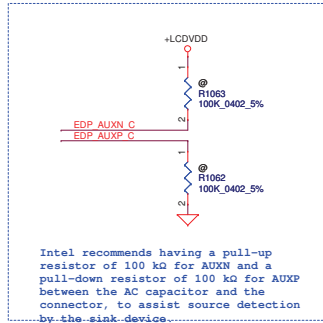 +LCDVDD
1
@
R1063
100K_0402_5%
2
EDP_AUXN_C
EDP_AUXP_C
1
@
R1062
100K_0402_5%
2
Intel recommends having a pull-up
resistor of 100 kΩ for AUXN and a
pull-down resistor of 100 kΩ for AUXP
between the AC capacitor and the
connector, to assist source detection
by the sink device.